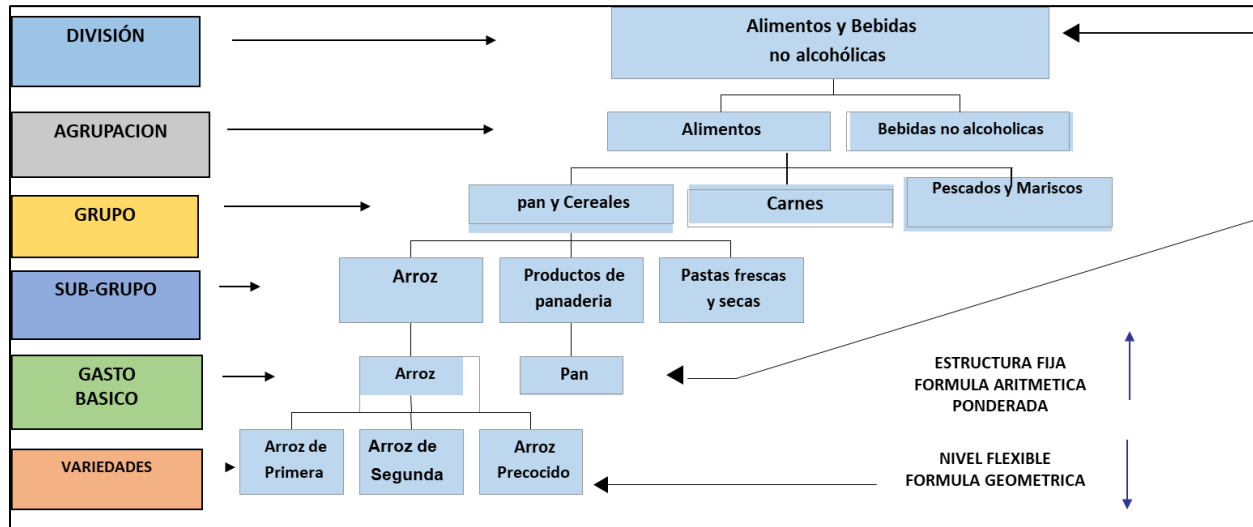 DIVISIÓN
Alimentos y Bebidas
no alcohólicas
AGRUPACION
Alimentos
Bebidas no alcoholicas
GRUPO
pan y Cereales
Carnes
Pescados y Mariscos
SUB-GRUPO
Arroz
Productos de
panaderia
Pastas frescas
y secas
GASTO
BASICO
Arroz
Pan
ESTRUCTURA FIJA
FORMULA ARITMETICA
PONDERADA
VARIEDADES
Arroz de
Primera
Arroz de
Segunda
Arroz
Precocido
NIVEL FLEXIBLE
FORMULA GEOMETRICA